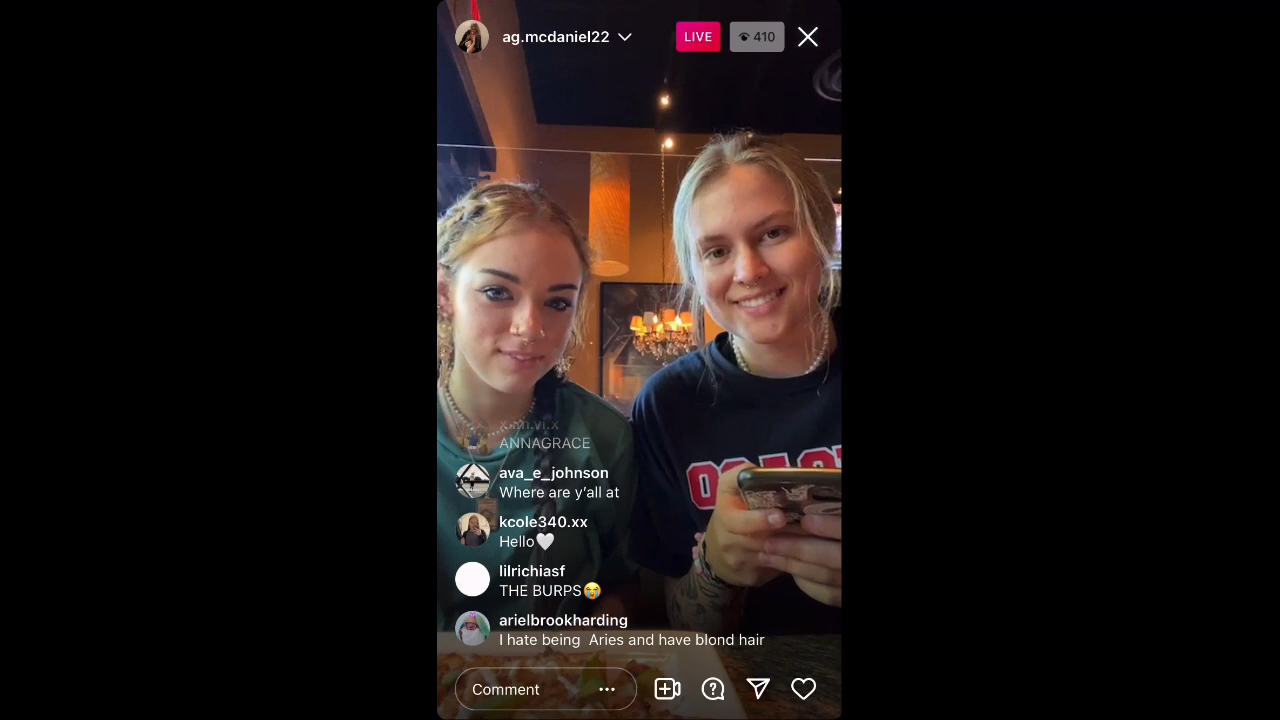 ag.mcdaniel22
LIVE
410
ANNAGRACE
ava_e_johnson
Where are y'all at
kcole340.xx
Hello🤍
lilrichiasf
THE BURPS😭
arielbrookharding
I hate being  Aries and have blond hair
Comment